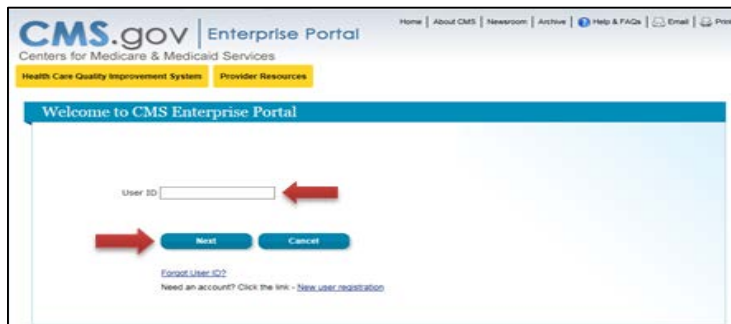 Home | About CMS | Newsroom | Archive | Help & FAQs | Email | Print
CMS.gov | Enterprise Portal
Centers for Medicare & Medicaid Services
Health Care Quality Improvement System Provider Resources
Welcome to CMS Enterprise Portal
User ID
Next Cancel
Forgot User ID?
Need an account? Click the link - New user registration